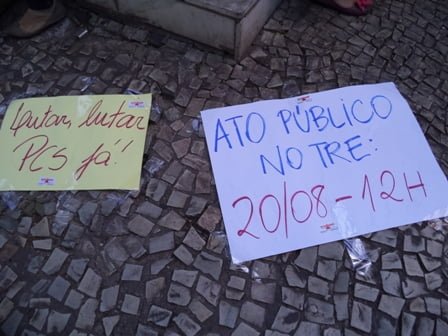 Lutar, lutar
PCS já!
ATO PÚBLICO
NO TRE:
20/08-12H